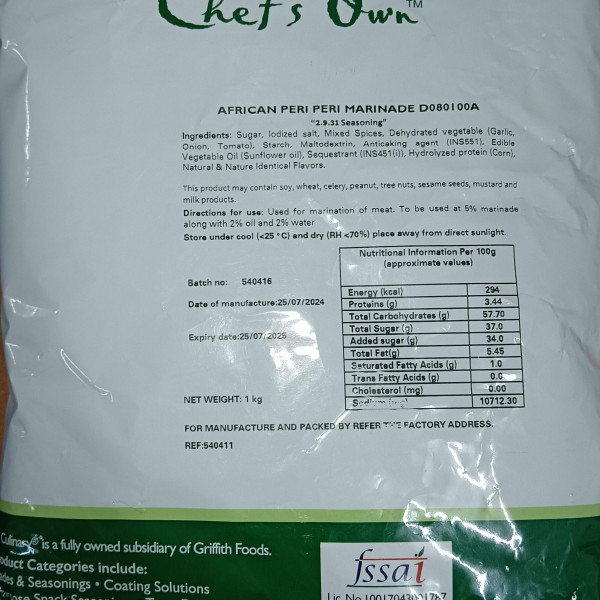 Chef's Own™
AFRICAN PERI PERI MARINADE D080100A
"2.9.31 Seasoning"
Ingredients: Sugar, Iodized salt, Mixed Spices, Dehydrated vegetable (Garlic,
Onion, Tomato), Starch, Maltodextrin, Anticaking agent (INS551), Edible
Vegetable Oil (Sunflower oil), Sequestrant (INS451(i)), Hydrolyzed protein (Corn),
Natural & Nature Identical Flavors.
This product may contain soy, wheat, celery, peanut, tree nuts, sesame seeds, mustard and
milk products.
Directions for use: Used for marination of meat. To be used at 5% marinade
along with 2% oil and 2% water
Store under cool (<25 °C) and dry (RH <70%) place away from direct sunlight.
Nutritional Information Per 100g
(approximate values)
Energy (kcal) 294
Proteins (g) 3.44
Total Carbohydrates (g) 57.70
Total Sugar (g) 37.0
Added sugar (g) 34.0
Total Fat(g) 5.45
Saturated Fatty Acids (g) 1.0
Trans Fatty Acids (g) 0.0
Cholesterol (mg) 0.00
Sodium (mg) 10712.30
Batch no: 540416
Date of manufacture:25/07/2024
Expiry date:25/07/2025
NET WEIGHT: 1 kg
FOR MANUFACTURE AND PACKED BY REFER THE FACTORY ADDRESS.
REF:540411
is a fully owned subsidiary of Griffith Foods.
oduct Categories include:
ades & Seasonings • Coating Solutions
fssai
Lic. No.